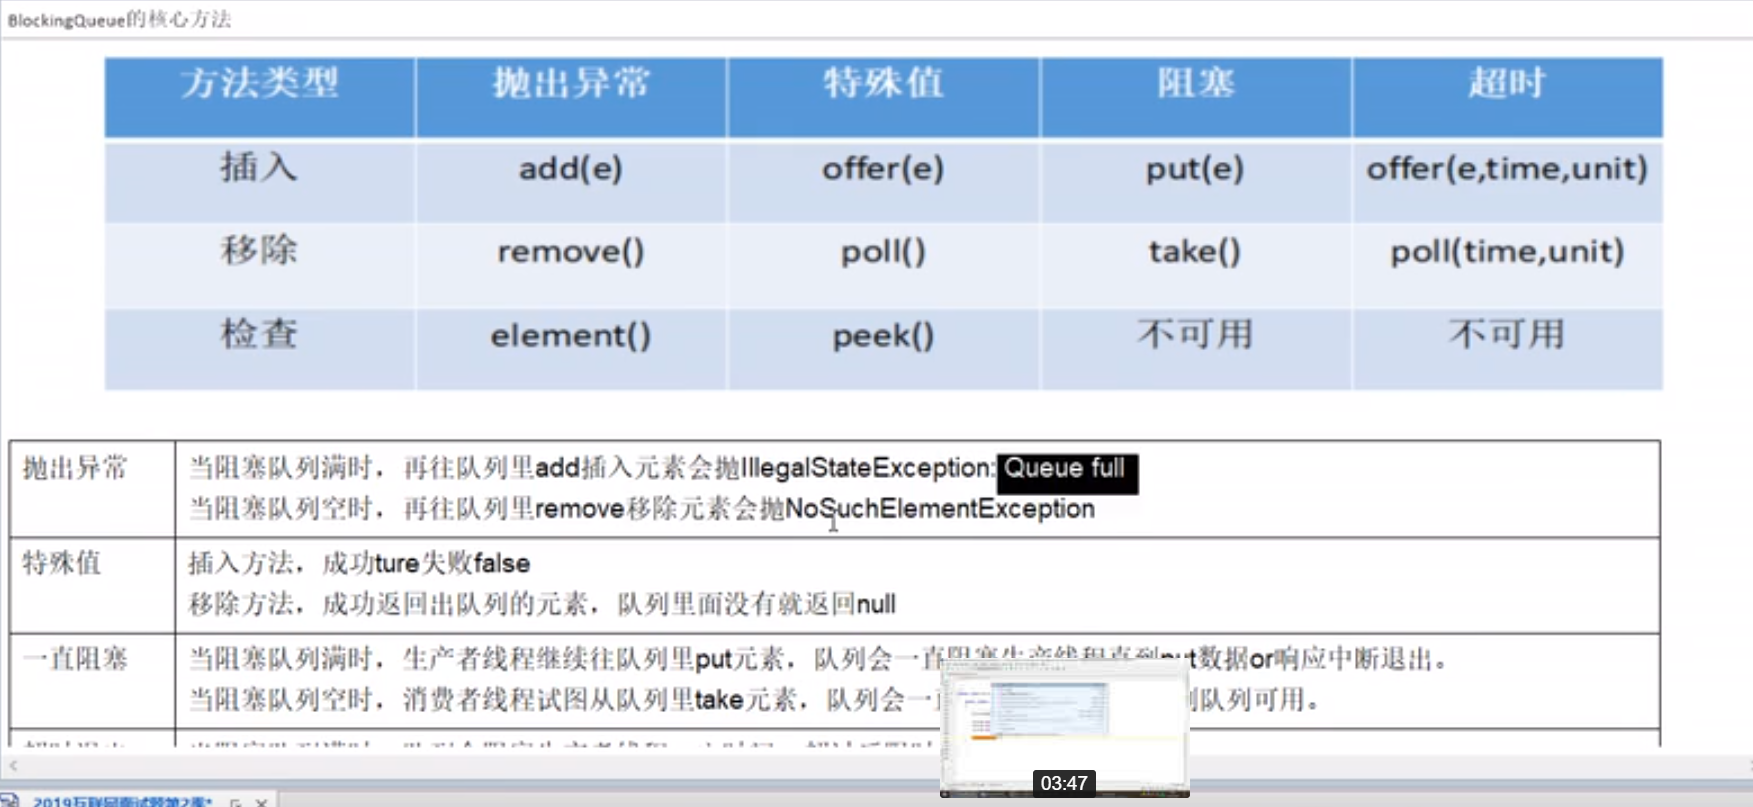 BlockingQueue的核心方法
方法类型 抛出异常 特殊值 阻塞 超时
插入 add(e) offer(e) put(e) offer(e,time,unit)
移除 remove() poll() take() poll(time,unit)
检查 element() peek() 不可用 不可用
抛出异常 当阻塞队列满时，再往队列里add插入元素会抛IllegalStateException:Queue full
当阻塞队列空时，再往队列里remove移除元素会抛NoSuchElementException
特殊值 插入方法，成功ture失败false
移除方法，成功返回出队列的元素，队列里面没有就返回null
一直阻塞 当阻塞队列满时，生产者线程继续往队列里put元素，队列会一直阻塞生产线程直到put数据or响应中断退出。
当阻塞队列空时，消费者线程试图从队列里take元素，队列会一 队列可用。
03:47
2019互联网面试题第2季*